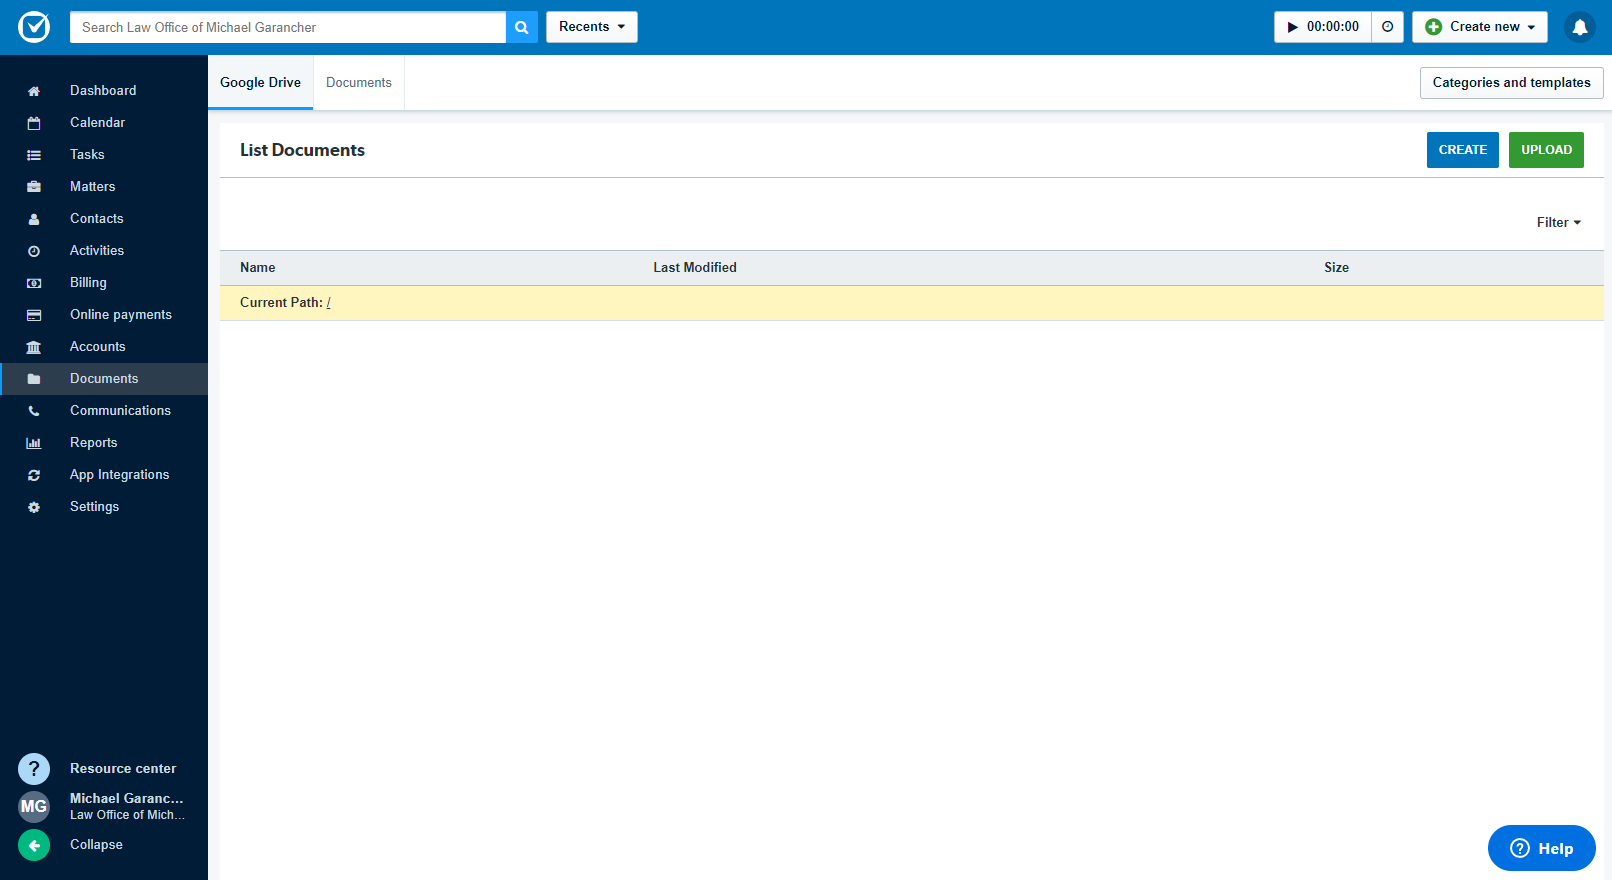 Search Law Office of Michael Garancher
Recents
00:00:00
Create new
Dashboard
Calendar
Tasks
Matters
Contacts
Activities
Billing
Online payments
Accounts
Documents
Communications
Reports
App Integrations
Settings
? Resource center
MG Michael Garanc...
Law Office of Mich...
Collapse
Google Drive
Documents
Categories and templates
List Documents
CREATE
UPLOAD
Filter
Name Last Modified Size
Current Path: /
? Help